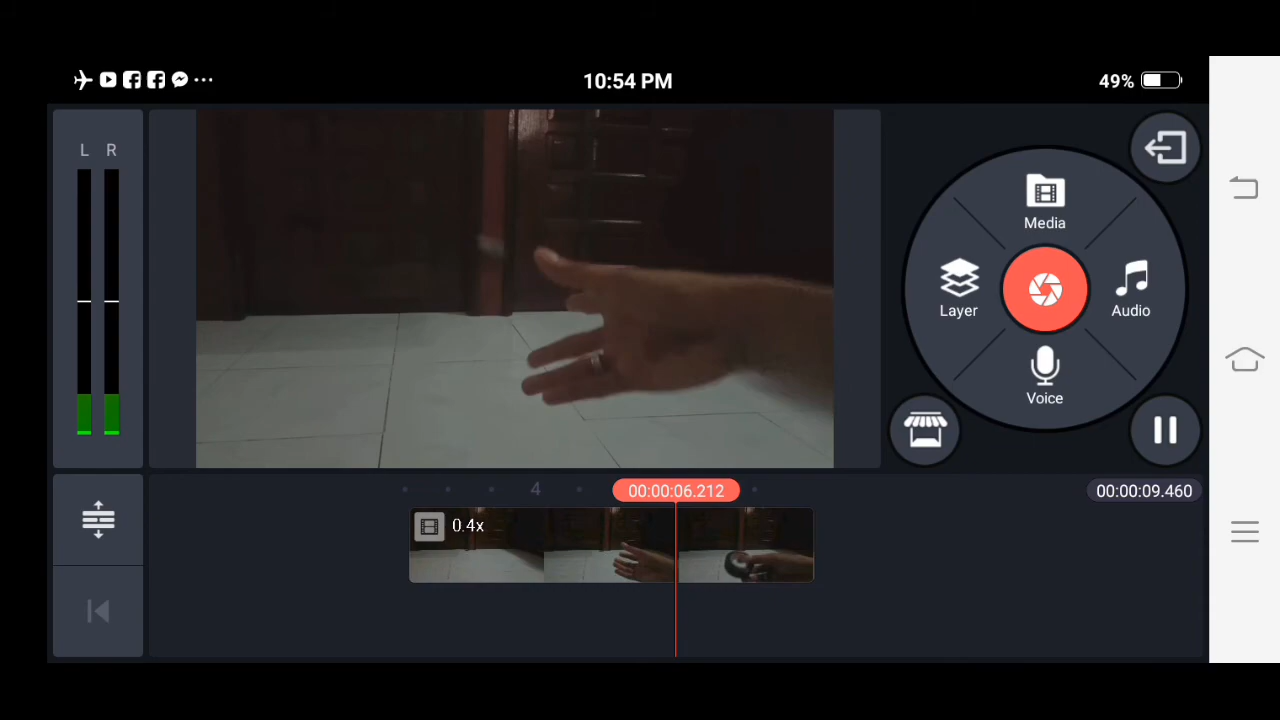 10:54 PM
49%
L R
Media
Layer
Audio
Voice
4
00:00:06.212
00:00:09.460
0.4x